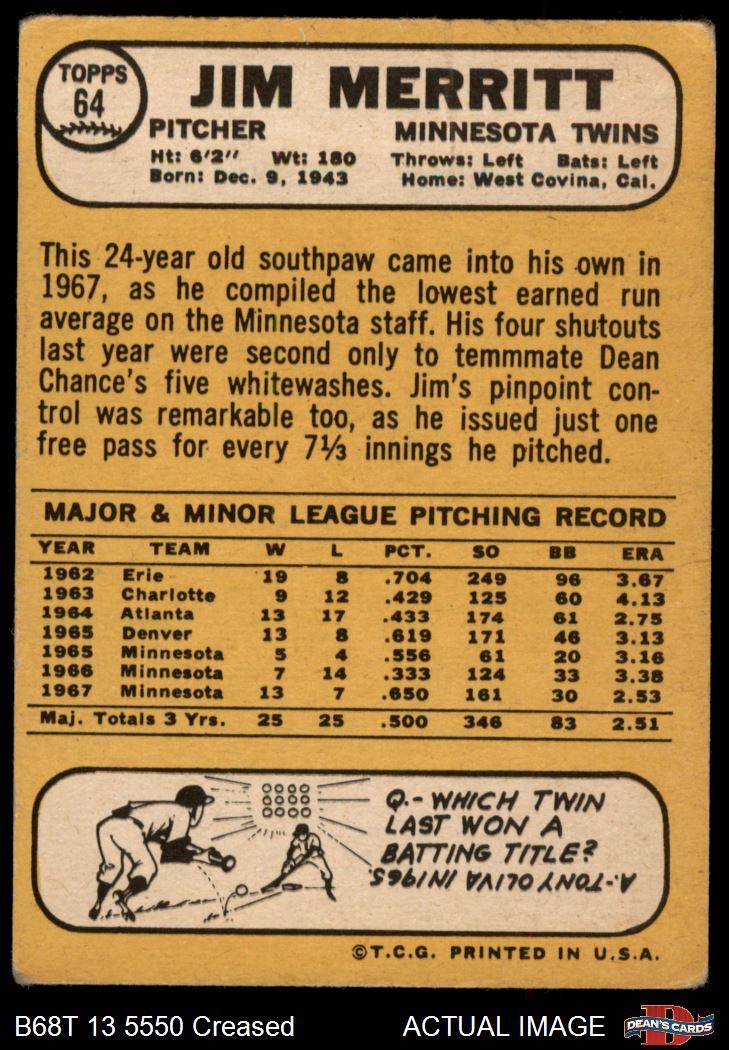 TOPPS
64
JIM MERRITT
PITCHER MINNESOTA TWINS
Ht: 6'2" Wt: 180 Throws: Left Bats: Left
Born: Dec. 9, 1943 Home: West Covina, Cal.
This 24-year old southpaw came into his own in
1967, as he compiled the lowest earned run
average on the Minnesota staff. His four shutouts
last year were second only to temmmate Dean
Chance's five whitewashes. Jim's pinpoint con-
trol was remarkable too, as he issued just one
free pass for every 7⅓ innings he pitched.
MAJOR & MINOR LEAGUE PITCHING RECORD
YEAR TEAM W L PCT. SO BB ERA
1962 Erie 19 8 .704 249 96 3.67
1963 Charlotte 9 12 .429 125 60 4.13
1964 Atlanta 13 17 .433 174 61 2.75
1965 Denver 13 8 .619 171 46 3.13
1965 Minnesota 5 4 .556 61 20 3.16
1966 Minnesota 7 14 .333 124 33 3.38
1967 Minnesota 13 7 .650 161 30 2.53
Maj. Totals 3 Yrs. 25 25 .500 346 83 2.51
Q.- WHICH TWIN
LAST WON A
BATTING TITLE?
A.-TONY OLIVA IN 1965.
©T.C.G. PRINTED IN U.S.A.
B68T 13 5550 Creased ACTUAL IMAGE
DEAN'S CARDS